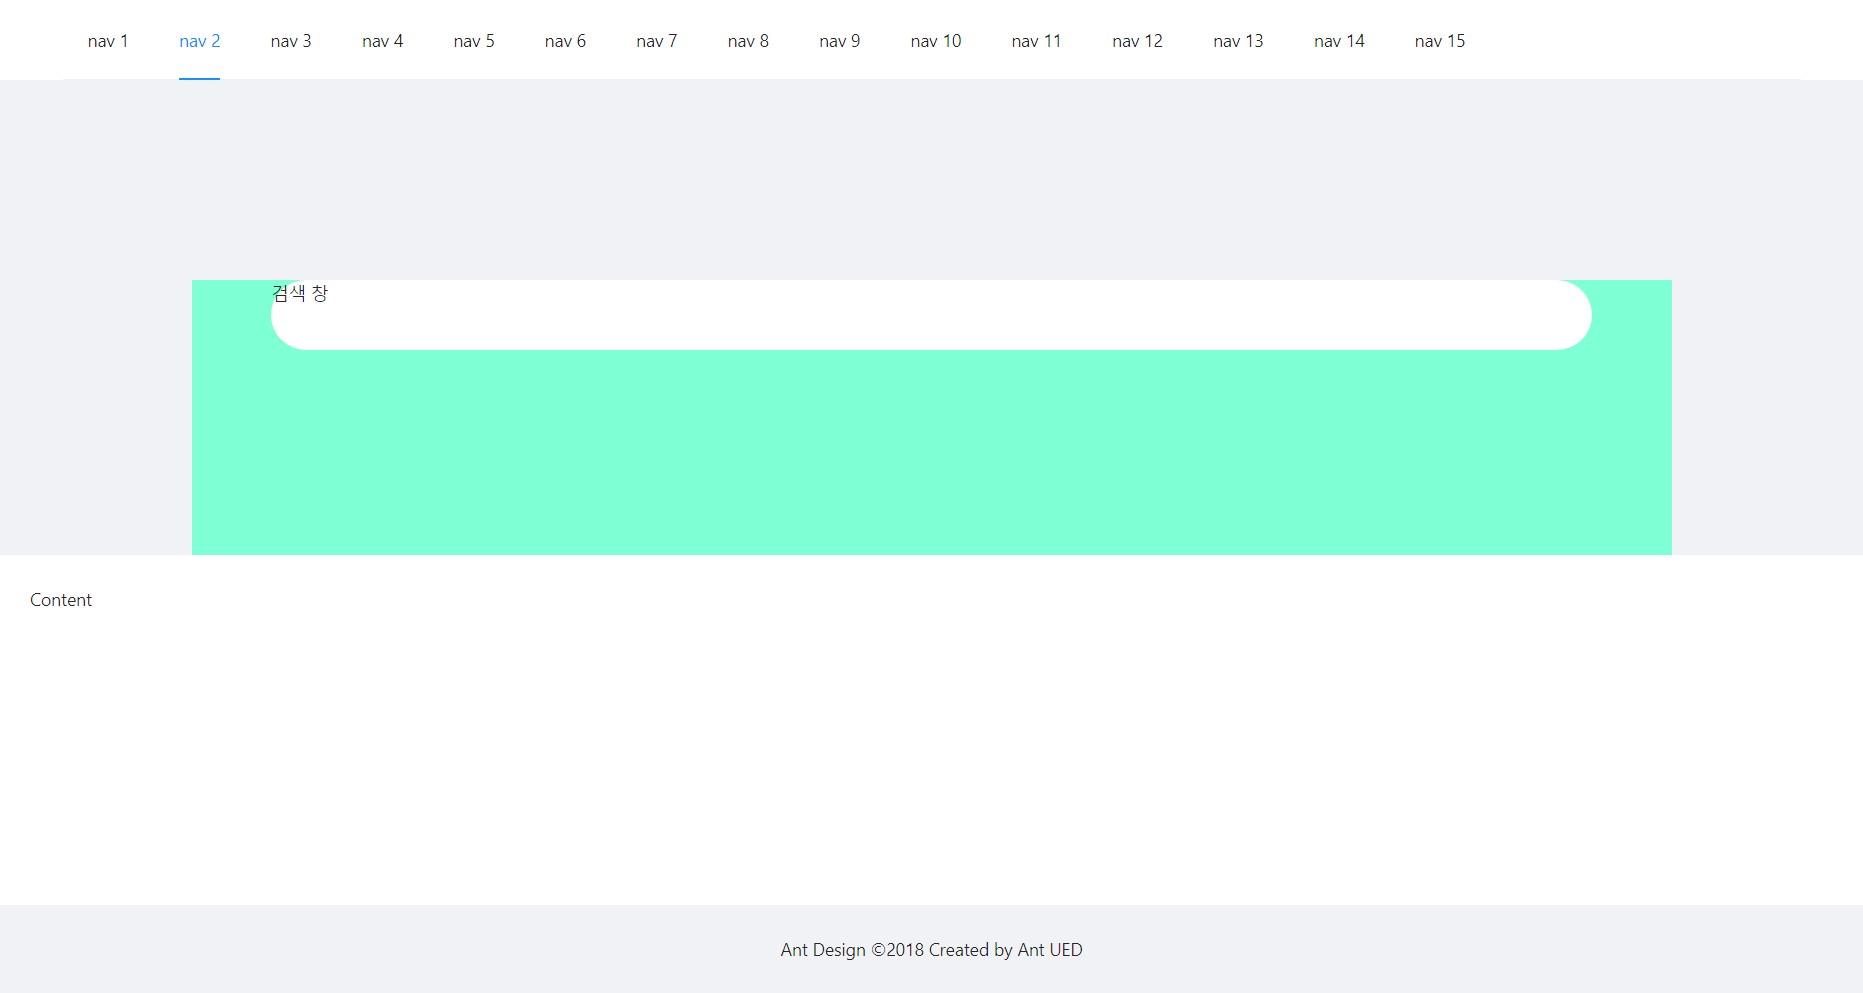 nav 1 nav 2 nav 3 nav 4 nav 5 nav 6 nav 7 nav 8 nav 9 nav 10 nav 11 nav 12 nav 13 nav 14 nav 15
검색 창
Content
Ant Design ©2018 Created by Ant UED